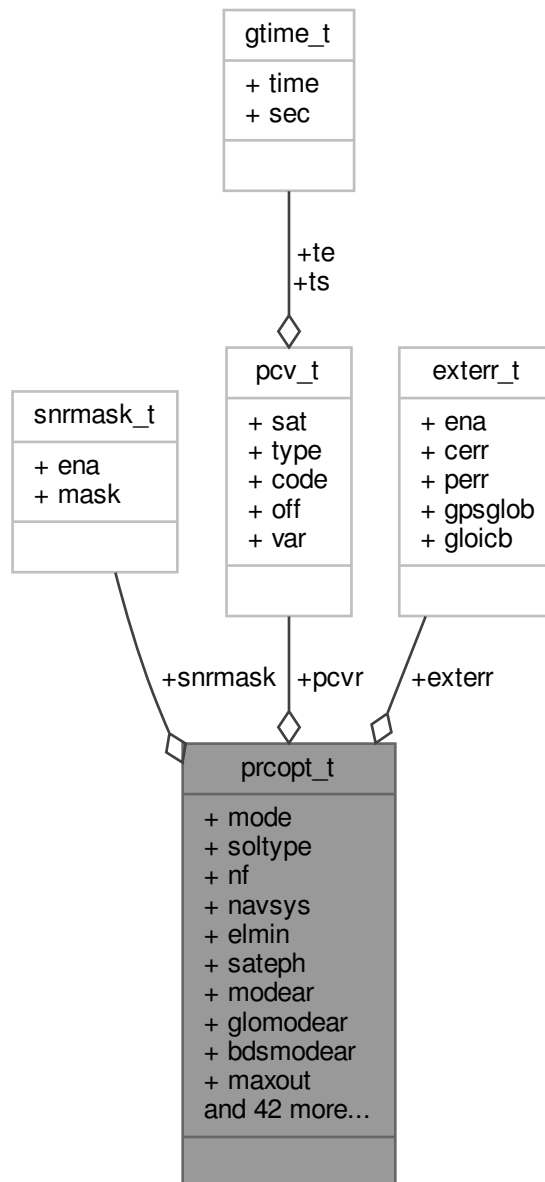 gtime_t
+ time
+ sec
+te
+ts
pcv_t
+ sat
+ type
+ code
+ off
+ var
exterr_t
+ ena
+ cerr
+ perr
+ gpsglob
+ gloicb
snrmask_t
+ ena
+ mask
+snrmask
+pcvr
+exterr
prcopt_t
+ mode
+ soltype
+ nf
+ navsys
+ elmin
+ sateph
+ modear
+ glomodear
+ bdsmodear
+ maxout
and 42 more...